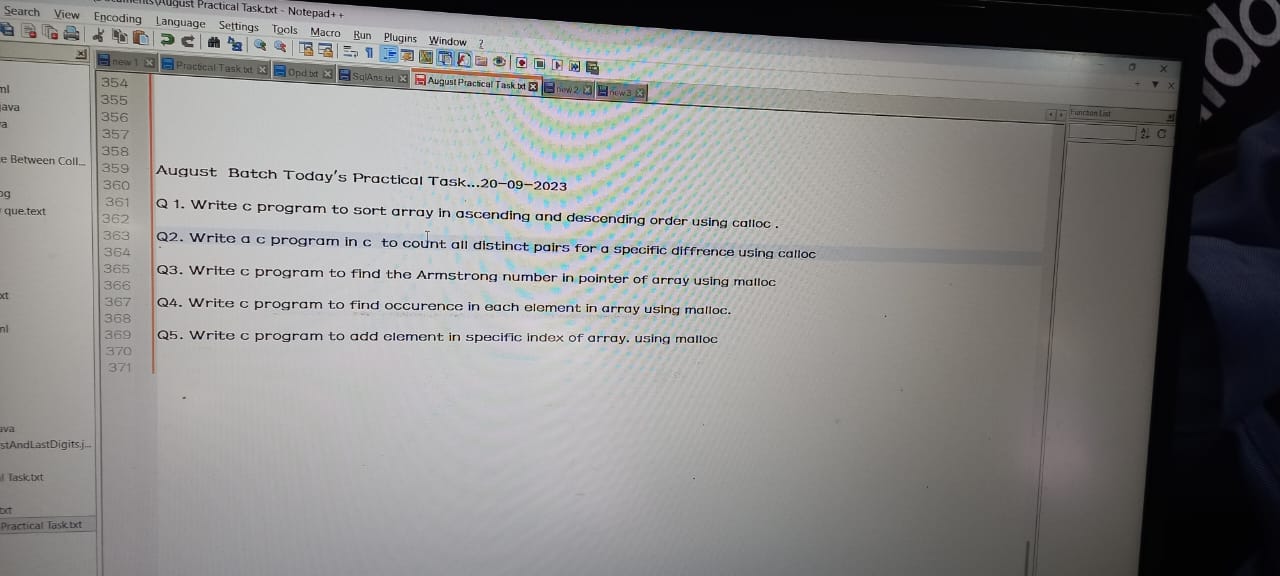 August Practical Task.txt - Notepad++
Search View Encoding Language Settings Tools Macro Run Plugins Window ?
new 1 Practical Task.txt Opd.txt SqlAns.txt August Practical Task.txt new 2 new 3
Function List
354
355
356
357
358
359 August Batch Today's Practical Task...20-09-2023
360
361 Q 1. Write c program to sort array in ascending and descending order using calloc .
362
363 Q2. Write a c program in c to count all distinct pairs for a specific diffrence using calloc
364
365 Q3. Write c program to find the Armstrong number in pointer of array using malloc
366
367 Q4. Write c program to find occurence in each element in array using malloc.
368
369 Q5. Write c program to add element in specific index of array. using malloc
370
371
ava
e Between Coll...
que.text
xt
ava
stAndLastDigits.j...
l Task.txt
txt
Practical Task.txt